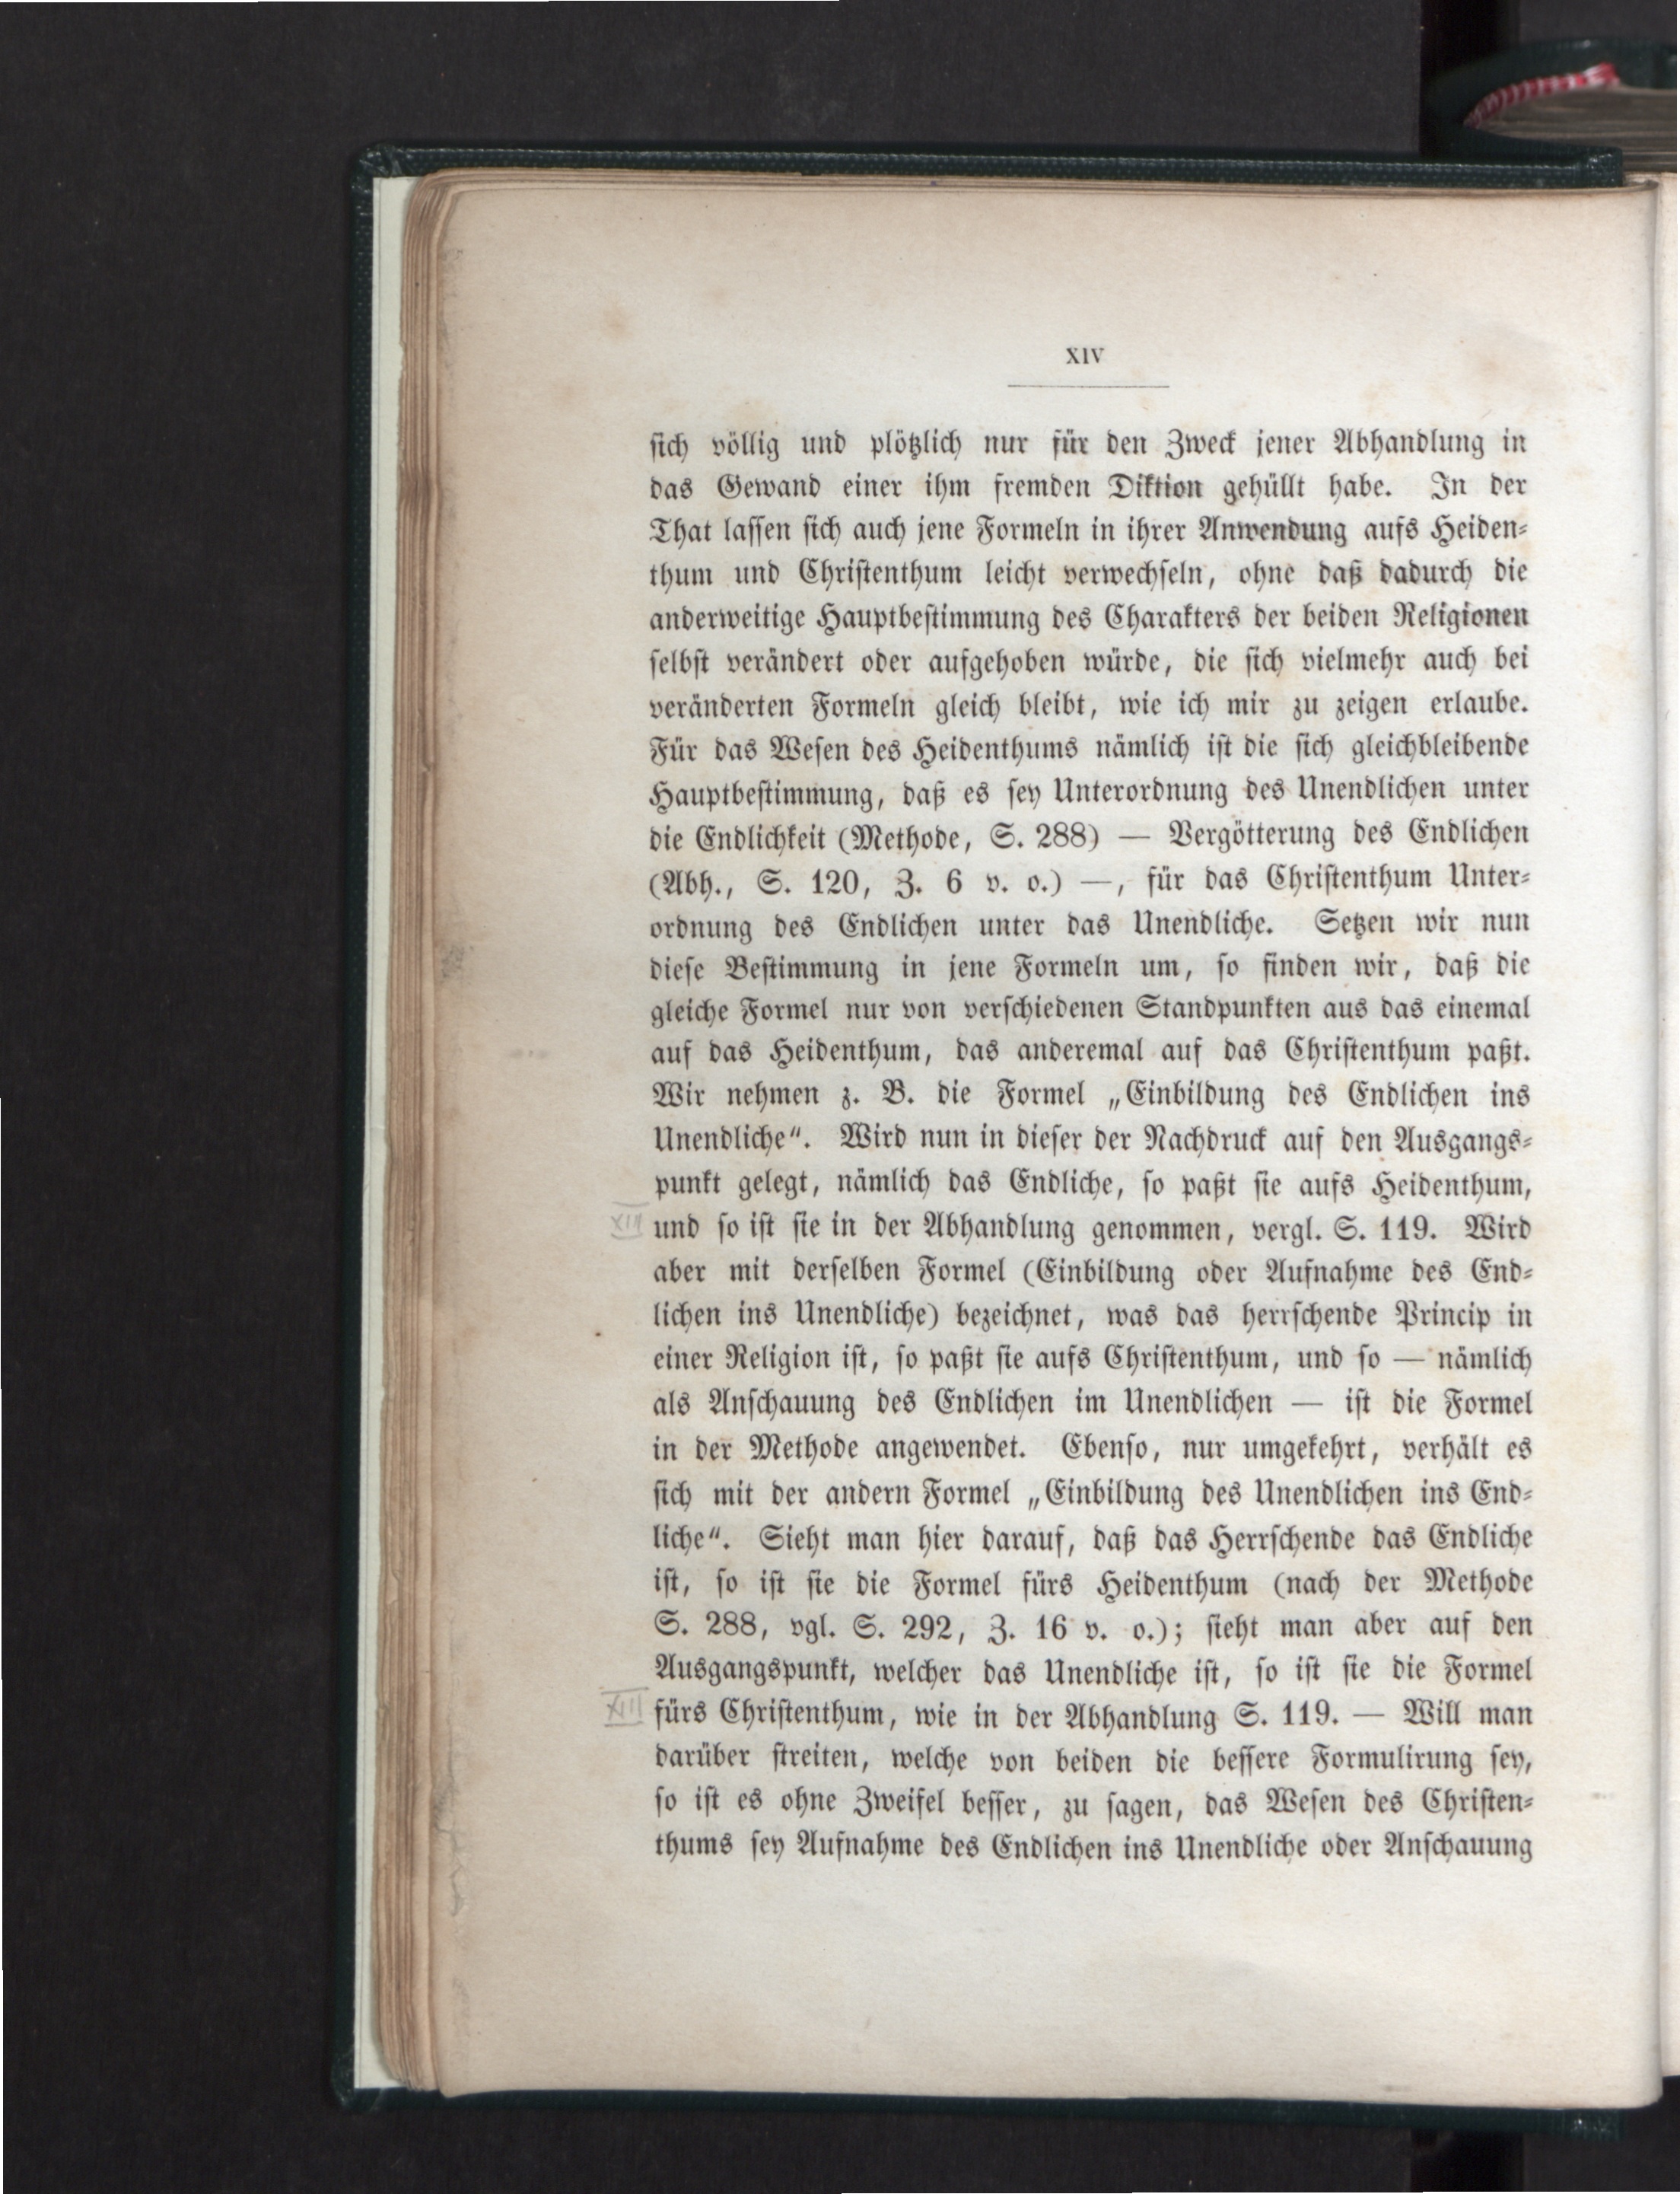 XIV
sich völlig und plötzlich nur für den Zweck jener Abhandlung in
das Gewand einer ihm fremden Diktion gehüllt habe. In der
That lassen sich auch jene Formeln in ihrer Anwendung aufs Heiden-
thum und Christenthum leicht verwechseln, ohne daß dadurch die
anderweitige Hauptbestimmung des Charakters der beiden Religionen
selbst verändert oder aufgehoben würde, die sich vielmehr auch bei
veränderten Formeln gleich bleibt, wie ich mir zu zeigen erlaube.
Für das Wesen des Heidenthums nämlich ist die sich gleichbleibende
Hauptbestimmung, daß es sey Unterordnung des Unendlichen unter
die Endlichkeit (Methode, S. 288) — Vergötterung des Endlichen
(Abh., S. 120, Z. 6 v. o.) —, für das Christenthum Unter-
ordnung des Endlichen unter das Unendliche. Setzen wir nun
diese Bestimmung in jene Formeln um, so finden wir, daß die
gleiche Formel nur von verschiedenen Standpunkten aus das einemal
auf das Heidenthum, das anderemal auf das Christenthum paßt.
Wir nehmen z. B. die Formel „Einbildung des Endlichen ins
Unendliche“. Wird nun in dieser der Nachdruck auf den Ausgangs-
punkt gelegt, nämlich das Endliche, so paßt sie aufs Heidenthum,
XIII und so ist sie in der Abhandlung genommen, vergl. S. 119. Wird
aber mit derselben Formel (Einbildung oder Aufnahme des End-
lichen ins Unendliche) bezeichnet, was das herrschende Princip in
einer Religion ist, so paßt sie aufs Christenthum, und so — nämlich
als Anschauung des Endlichen im Unendlichen — ist die Formel
in der Methode angewendet. Ebenso, nur umgekehrt, verhält es
sich mit der andern Formel „Einbildung des Unendlichen ins End-
liche“. Sieht man hier darauf, daß das Herrschende das Endliche
ist, so ist sie die Formel fürs Heidenthum (nach der Methode
S. 288, vgl. S. 292, Z. 16 v. o.); sieht man aber auf den
Ausgangspunkt, welcher das Unendliche ist, so ist sie die Formel
XIII fürs Christenthum, wie in der Abhandlung S. 119. — Will man
darüber streiten, welche von beiden die bessere Formulirung sey,
so ist es ohne Zweifel besser, zu sagen, das Wesen des Christen-
thums sey Aufnahme des Endlichen ins Unendliche oder Anschauung